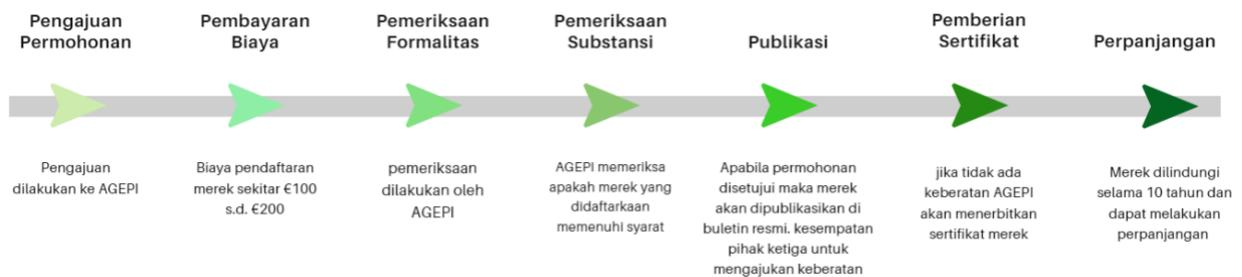 Pengajuan
Permohonan
Pembayaran
Biaya
Pemeriksaan
Formalitas
Pemeriksaan
Substansi
Publikasi
Pemberian
Sertifikat
Perpanjangan
Pengajuan
dilakukan ke AGEPI
Biaya pendaftaran
merek sekitar €100
s.d. €200
pemeriksaan
dilakukan oleh
AGEPI
AGEPI memeriksa
apakah merek yang
didaftarkaan
memenuhi syarat
Apabila permohonan
disetujui maka merek
akan dipublikasikan di
buletin resmi. kesempatan
pihak ketiga untuk
mengajukan keberatan
jika tidak ada
keberatan AGEPI
akan menerbitkan
sertifikat merek
Merek dilindungi
selama 10 tahun dan
dapat melakukan
perpanjangan